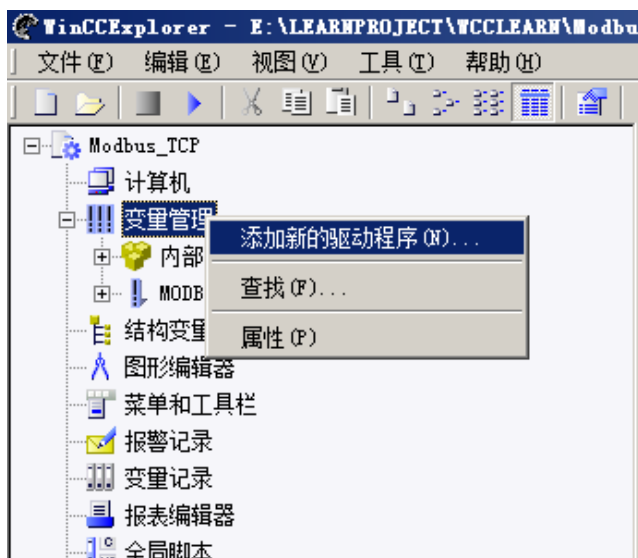 WinCCExplorer - E:\LEARNPROJECT\WCCLEARN\Modbu
文件(F) 编辑(E) 视图(V) 工具(T) 帮助(H)
Modbus_TCP
计算机
变量管理
添加新的驱动程序(N)...
内部
查找(F)...
MODB
结构变量
属性(P)
图形编辑器
菜单和工具栏
报警记录
变量记录
报表编辑器
全局脚本